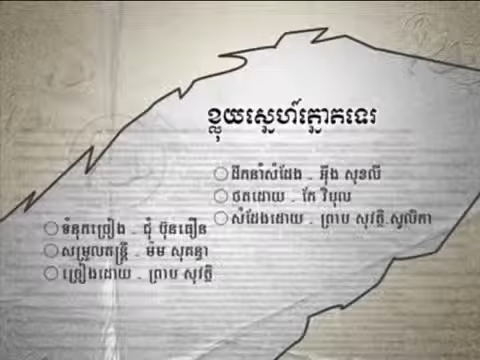 ខ្លុយស្នេហ៍ភ្នោតទេរ
ដឹកនាំសំដែង - អ៊ឹង សុខលី
ថតដោយ - កែ វិបុល
សំដែងដោយ - ព្រាប សុវត្ថិ.សូលិកា
ទំនុកច្រៀង - ជុំ ប៊ុនធឿន
សម្រួលតន្ត្រី - ម៉ម សុគន្ធា
ច្រៀងដោយ - ព្រាប សុវត្ថិ